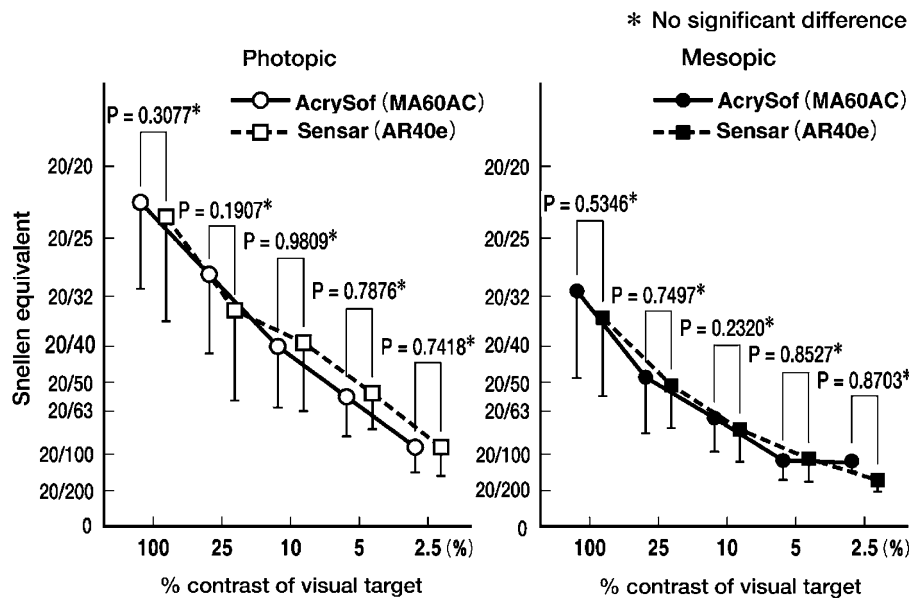 * No significant difference
Photopic
AcrySof (MA60AC)
Sensar (AR40e)
P = 0.3077*
P = 0.1907*
P = 0.9809*
P = 0.7876*
P = 0.7418*
Snellen equivalent
20/20
20/25
20/32
20/40
20/50
20/63
20/100
20/200
0
100 25 10 5 2.5 (%)
% contrast of visual target
Mesopic
AcrySof (MA60AC)
Sensar (AR40e)
P = 0.5346*
P = 0.7497*
P = 0.2320*
P = 0.8527*
P = 0.8703*
20/20
20/25
20/32
20/40
20/50
20/63
20/100
20/200
0
100 25 10 5 2.5 (%)
% contrast of visual target